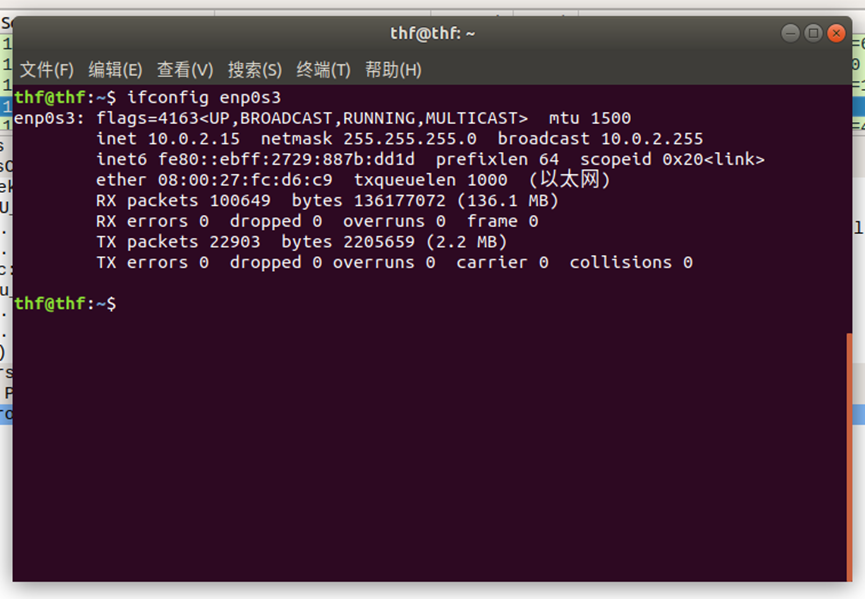 thf@thf: ~
文件(F) 编辑(E) 查看(V) 搜索(S) 终端(T) 帮助(H)
thf@thf:~$ ifconfig enp0s3
enp0s3: flags=4163<UP,BROADCAST,RUNNING,MULTICAST>  mtu 1500
        inet 10.0.2.15  netmask 255.255.255.0  broadcast 10.0.2.255
        inet6 fe80::ebff:2729:887b:dd1d  prefixlen 64  scopeid 0x20<link>
        ether 08:00:27:fc:d6:c9  txqueuelen 1000  (以太网)
        RX packets 100649  bytes 136177072 (136.1 MB)
        RX errors 0  dropped 0  overruns 0  frame 0
        TX packets 22903  bytes 2205659 (2.2 MB)
        TX errors 0  dropped 0 overruns 0  carrier 0  collisions 0
thf@thf:~$